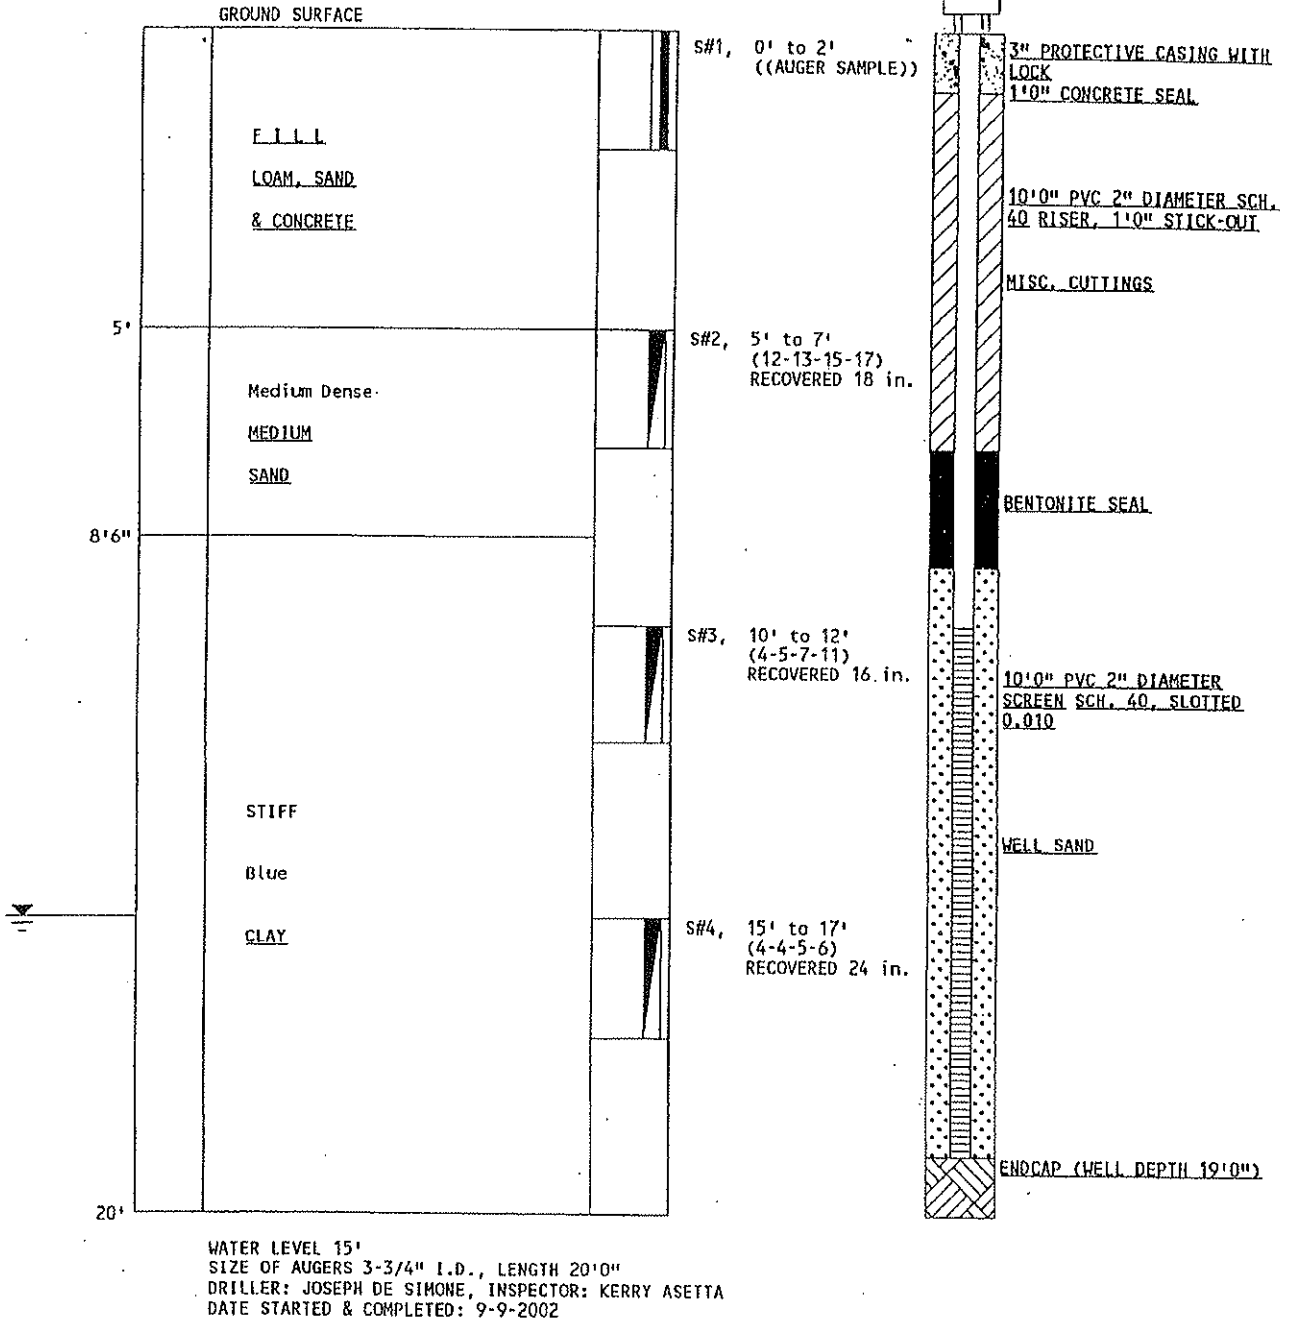 GROUND SURFACE
S#1, 0' to 2'
((AUGER SAMPLE))
3" PROTECTIVE CASING WITH
LOCK
1'0" CONCRETE SEAL
F I L L
LOAM, SAND
& CONCRETE
10'0" PVC 2" DIAMETER SCH.
40 RISER, 1'0" STICK-OUT
MISC. CUTTINGS
5'
S#2, 5' to 7'
(12-13-15-17)
RECOVERED 18 in.
Medium Dense
MEDIUM
SAND
BENTONITE SEAL
8'6"
S#3, 10' to 12'
(4-5-7-11)
RECOVERED 16 in.
10'0" PVC 2" DIAMETER
SCREEN SCH. 40, SLOTTED
0.010
STIFF
Blue
CLAY
WELL SAND
S#4, 15' to 17'
(4-4-5-6)
RECOVERED 24 in.
ENDCAP (WELL DEPTH 19'0")
20'
WATER LEVEL 15'
SIZE OF AUGERS 3-3/4" I.D., LENGTH 20'0"
DRILLER: JOSEPH DE SIMONE, INSPECTOR: KERRY ASETTA
DATE STARTED & COMPLETED: 9-9-2002